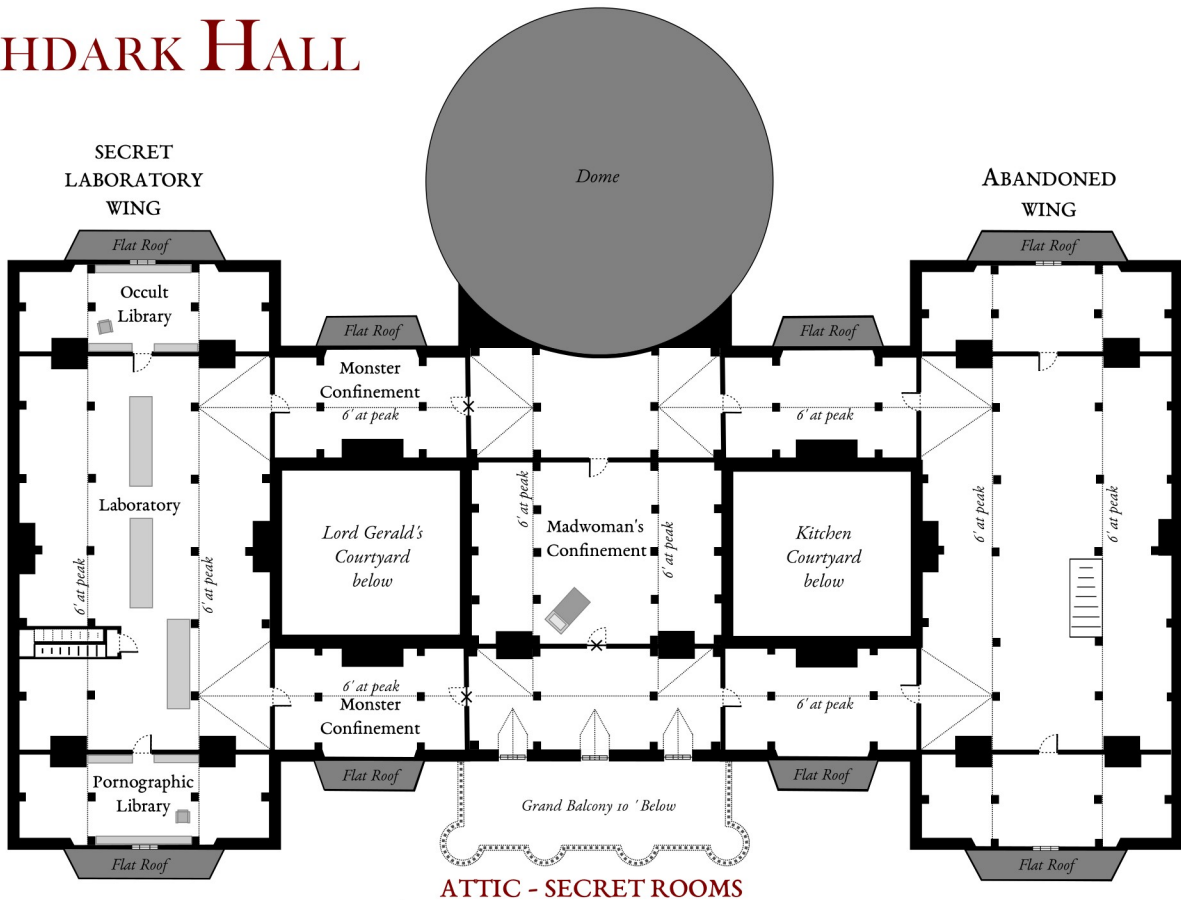 HDARK HALL
SECRET
LABORATORY
WING
Dome
ABANDONED
WING
Flat Roof
Flat Roof
Occult
Library
Flat Roof
Flat Roof
Monster
Confinement
6' at peak
6' at peak
Laboratory
6' at peak
6' at peak
Lord Gerald's
Courtyard
below
6' at peak
Madwoman's
Confinement
6' at peak
Kitchen
Courtyard
below
6' at peak
6' at peak
6' at peak
Monster
Confinement
6' at peak
Pornographic
Library
Flat Roof
Flat Roof
Grand Balcony 10 ' Below
Flat Roof
Flat Roof
ATTIC - SECRET ROOMS